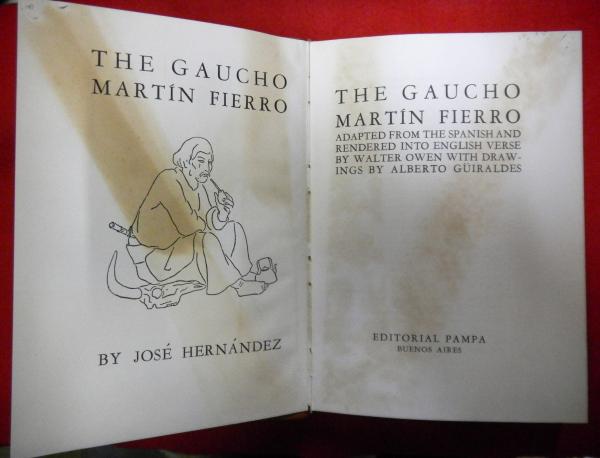 THE GAUCHO
MARTÍN FIERRO
BY JOSÉ HERNÁNDEZ
THE GAUCHO
MARTÍN FIERRO
ADAPTED FROM THE SPANISH AND
RENDERED INTO ENGLISH VERSE
BY WALTER OWEN WITH DRAW-
INGS BY ALBERTO GÜIRALDES
EDITORIAL PAMPA
BUENOS AIRES